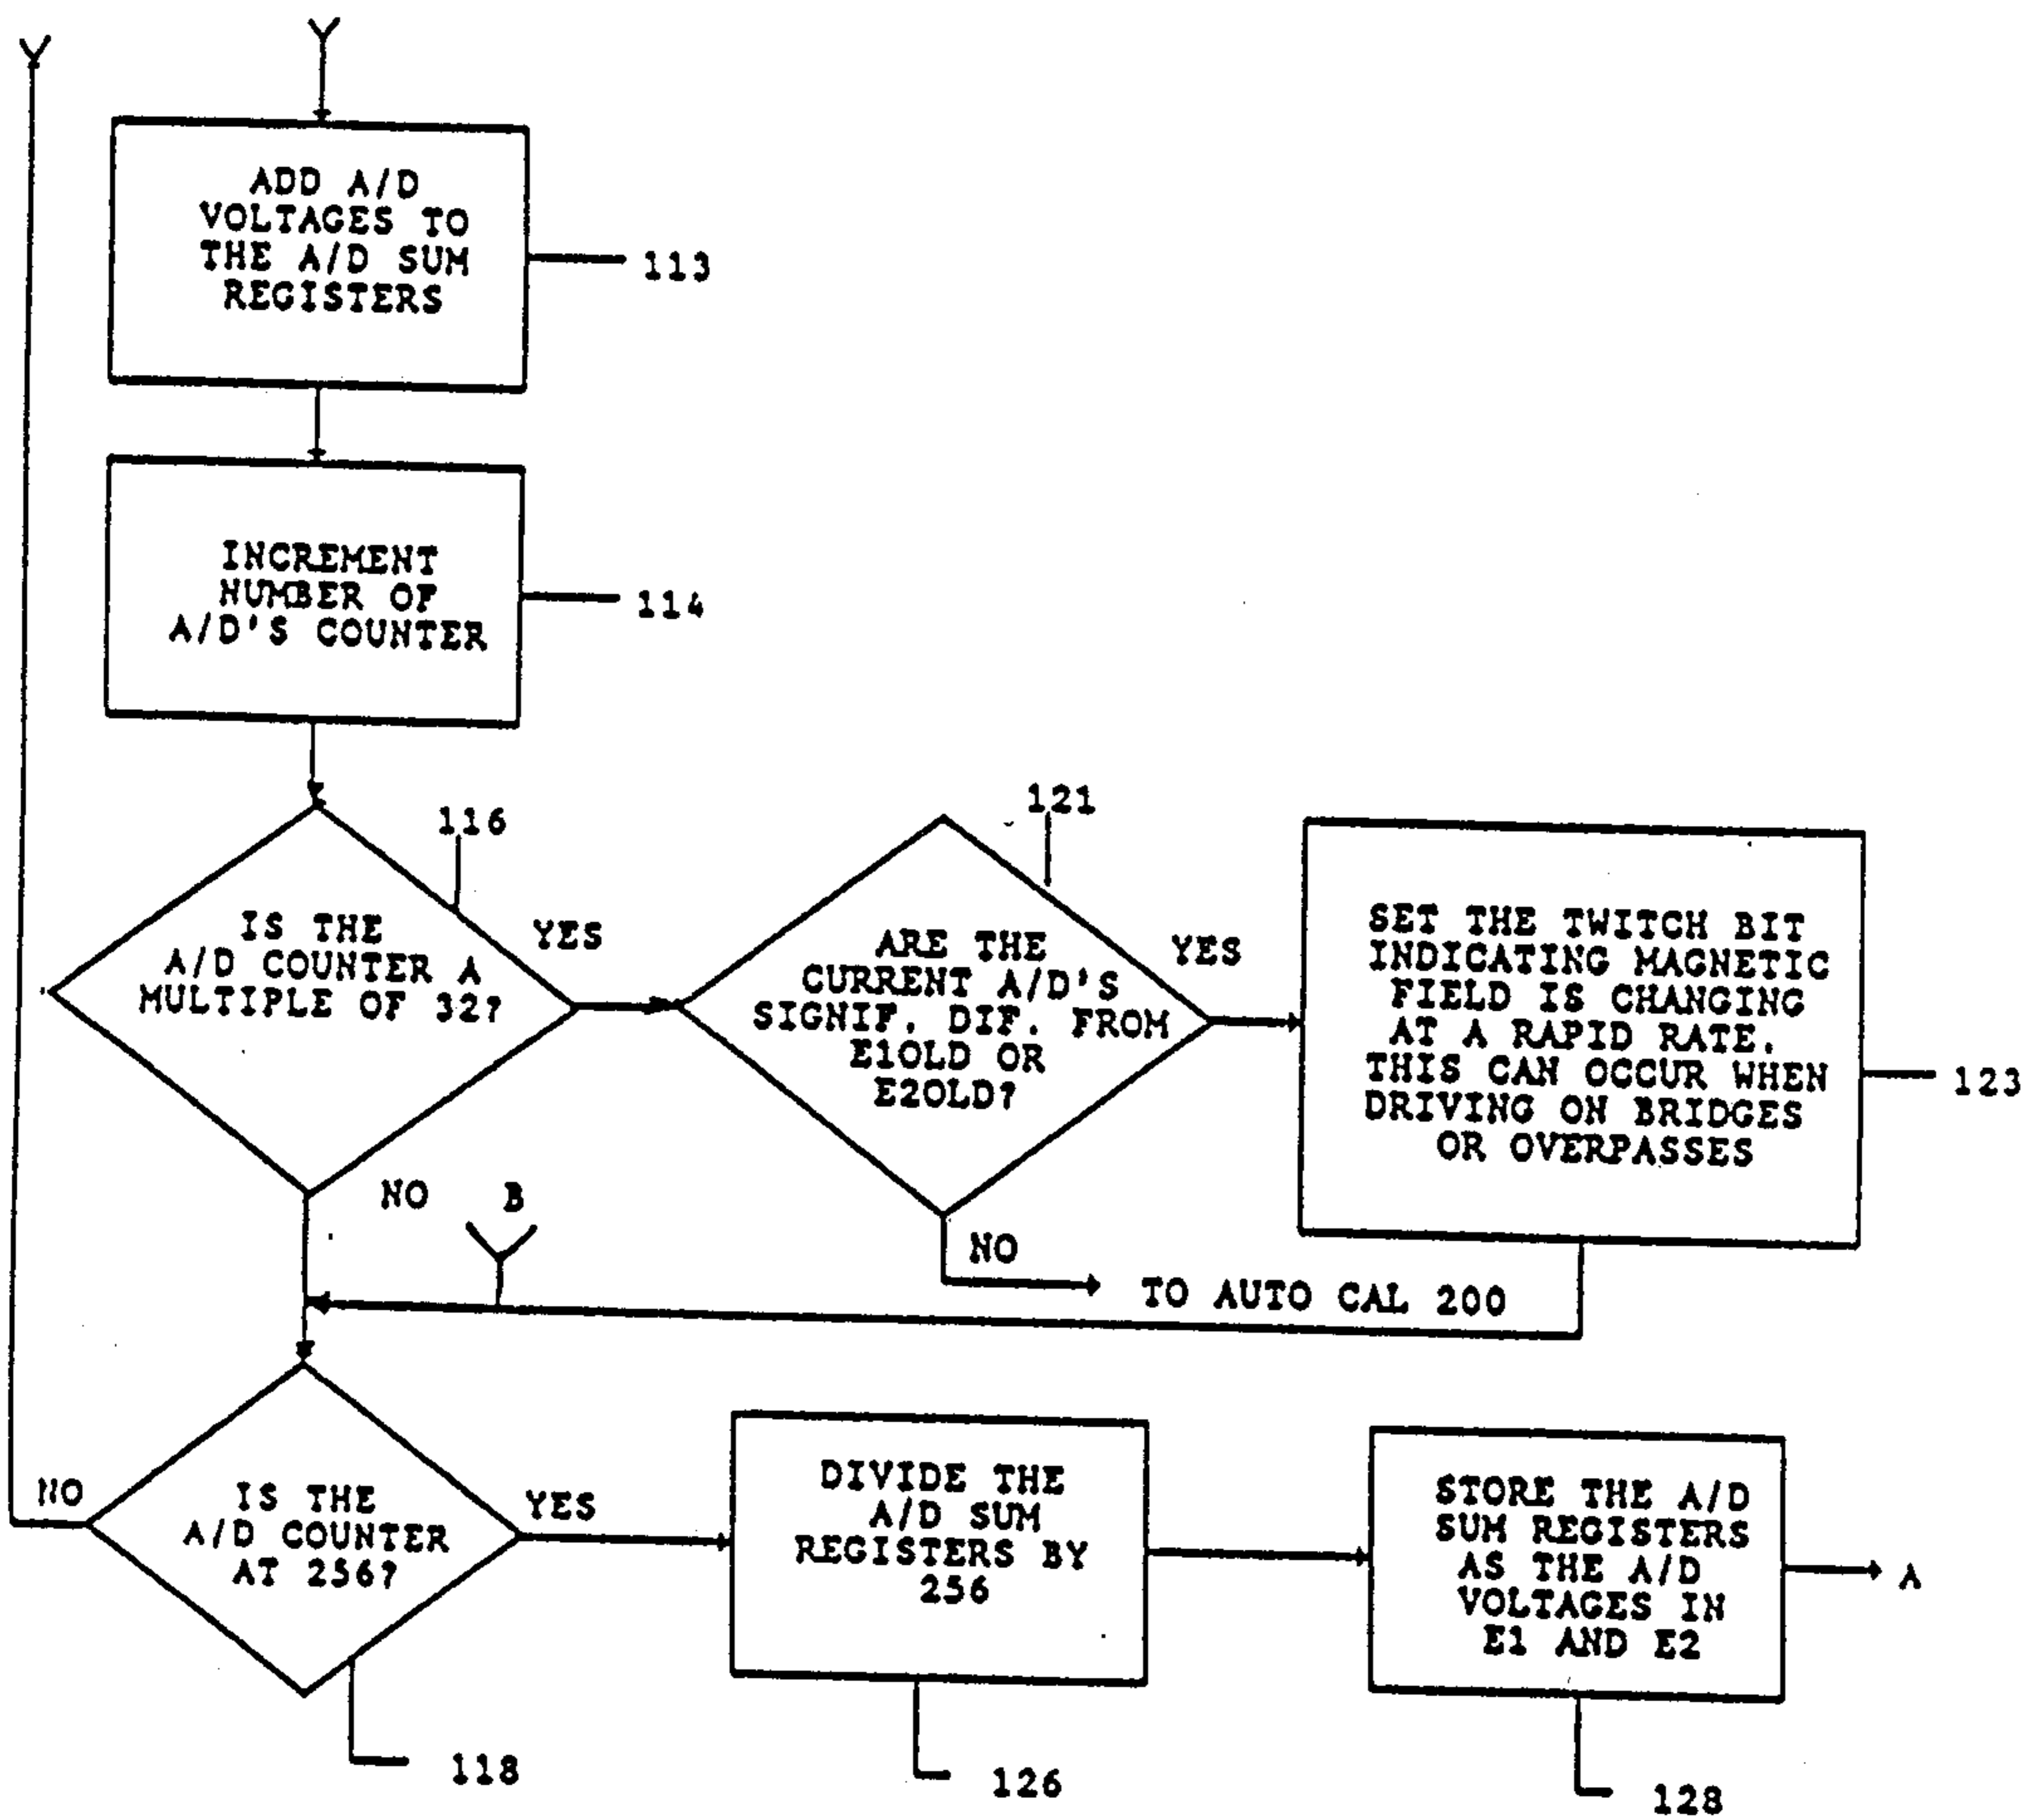 ADD A/D
VOLTAGES TO
THE A/D SUM
REGISTERS
113
INCREMENT
NUMBER OF
A/D'S COUNTER
114
116
IS THE
A/D COUNTER A
MULTIPLE OF 32?
YES
NO
121
ARE THE
CURRENT A/D'S
SIGNIF. DIF. FROM
E1OLD OR
E2OLD?
YES
NO
TO AUTO CAL 200
SET THE TWITCH BIT
INDICATING MAGNETIC
FIELD IS CHANGING
AT A RAPID RATE.
THIS CAN OCCUR WHEN
DRIVING ON BRIDGES
OR OVERPASSES
123
B
NO
IS THE
A/D COUNTER
AT 256?
YES
118
DIVIDE THE
A/D SUM
REGISTERS BY
256
126
STORE THE A/D
SUM REGISTERS
AS THE A/D
VOLTAGES IN
E1 AND E2
A
128